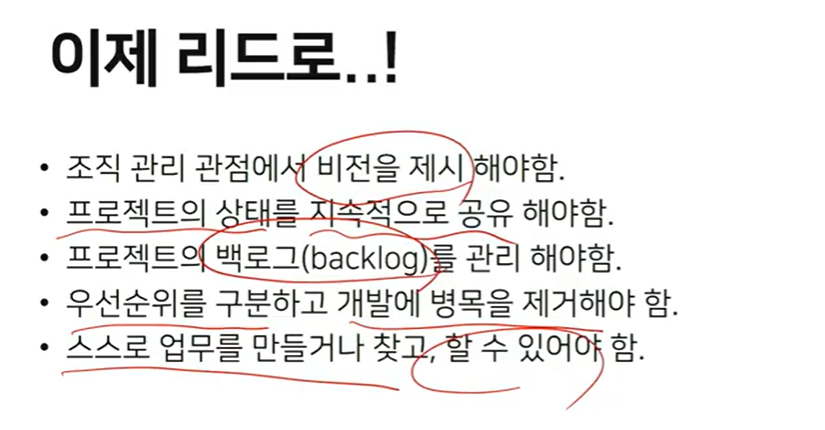 이제 리드로..!
• 조직 관리 관점에서 비전을 제시 해야함.
• 프로젝트의 상태를 지속적으로 공유 해야함.
• 프로젝트의 백로그(backlog)를 관리 해야함.
• 우선순위를 구분하고 개발에 병목을 제거해야 함.
• 스스로 업무를 만들거나 찾고, 할 수 있어야 함.